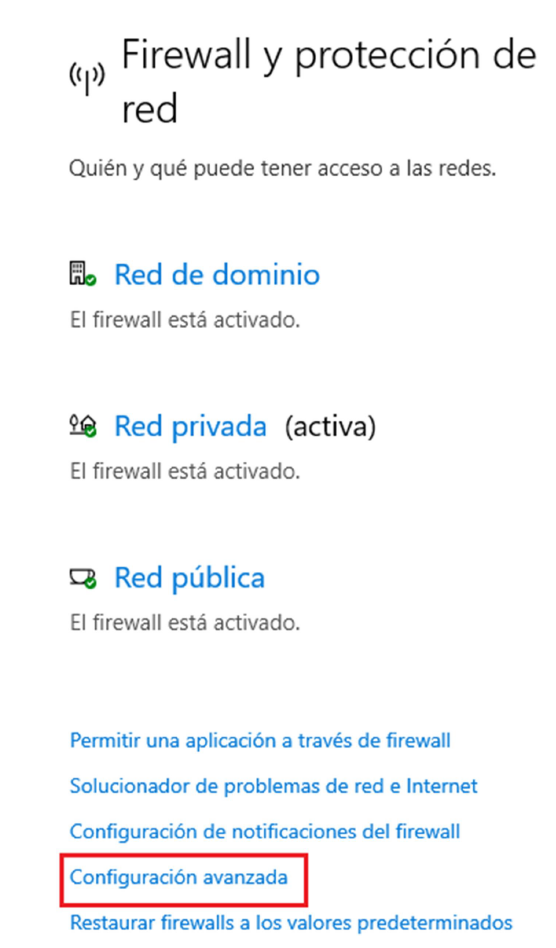 Firewall y protección de
red
Quién y qué puede tener acceso a las redes.
Red de dominio
El firewall está activado.
Red privada (activa)
El firewall está activado.
Red pública
El firewall está activado.
Permitir una aplicación a través de firewall
Solucionador de problemas de red e Internet
Configuración de notificaciones del firewall
Configuración avanzada
Restaurar firewalls a los valores predeterminados